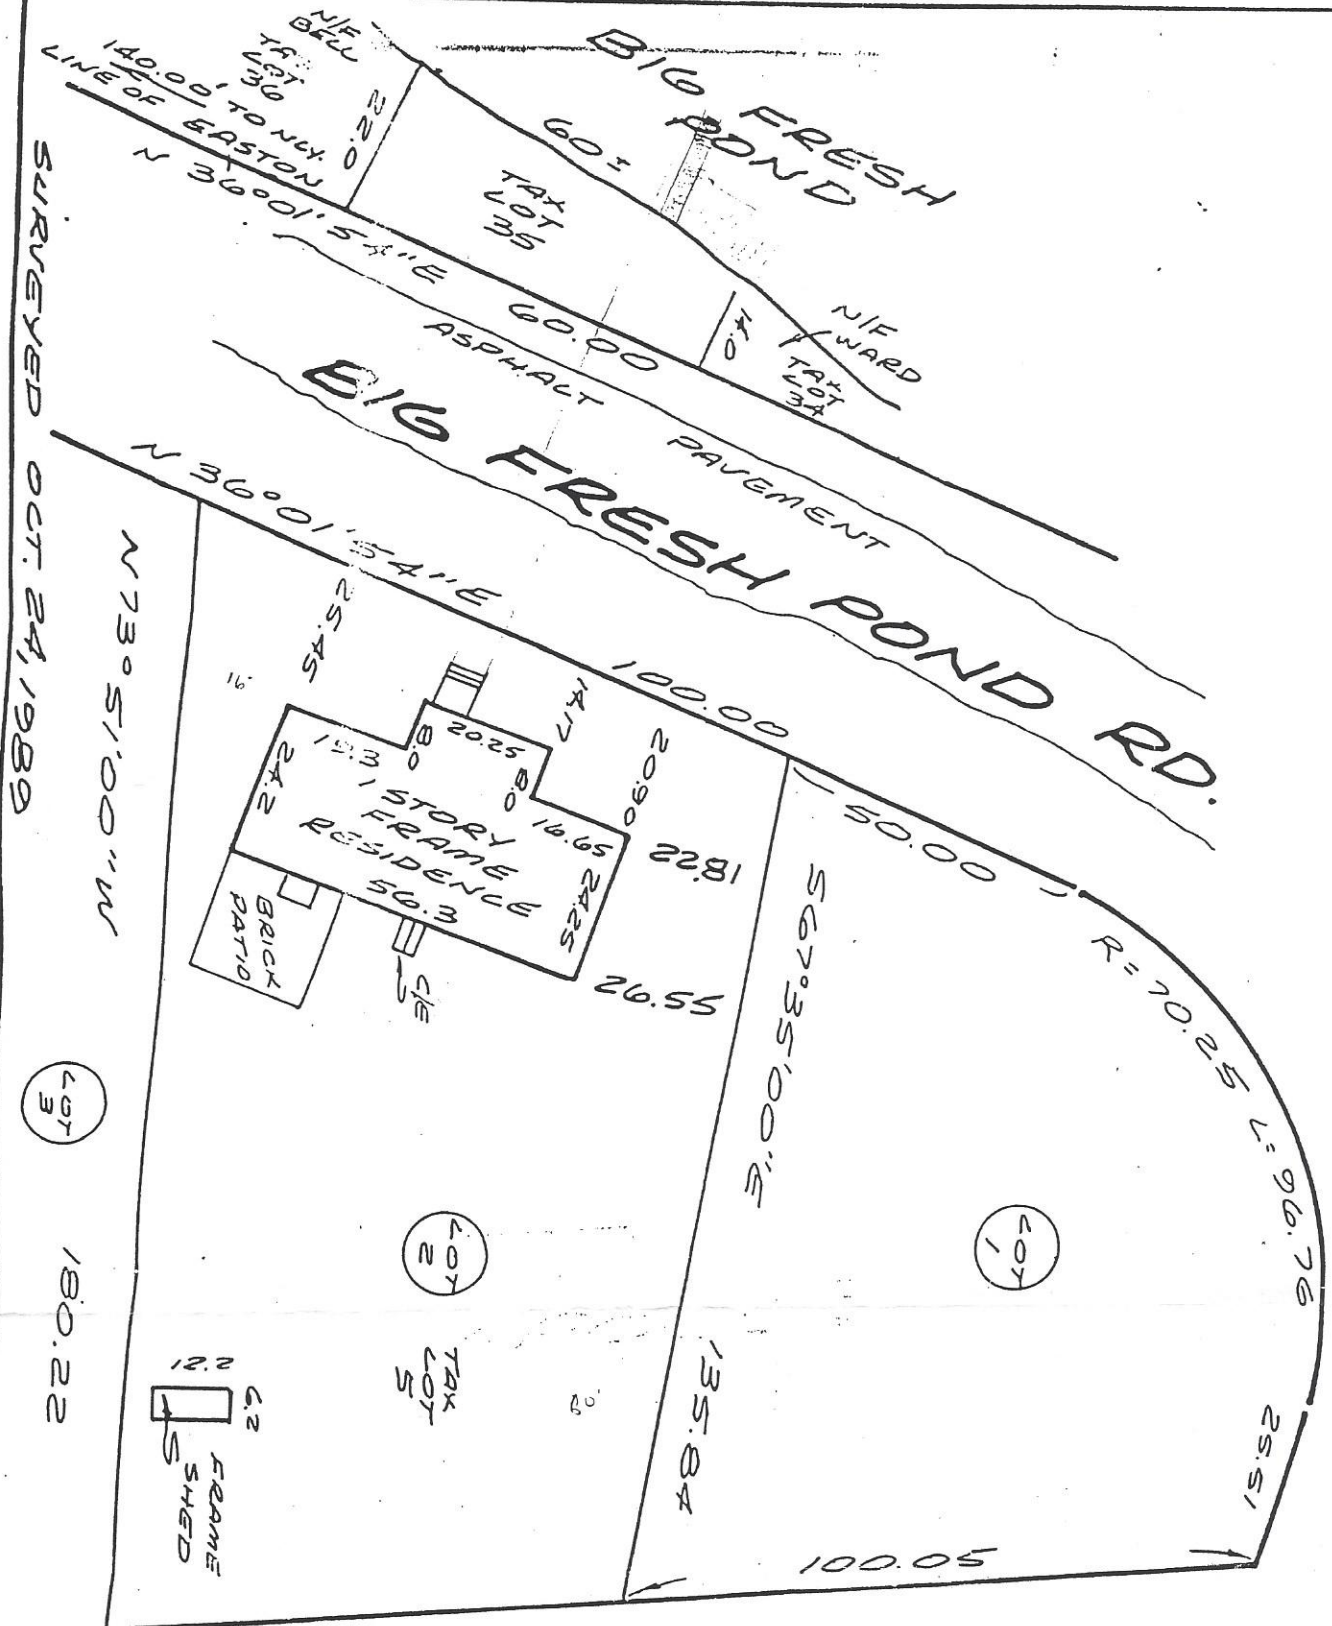 BIG FRESH
POND
N/F
BELL
TAX
LOT
36
140.00' TO N'LY.
LINE OF EASTON
22.0
60±
TAX
LOT
35
N 36°01'54"E 60.00
14.0
N/F
WARD
TAX
LOT
34
ASPHALT PAVEMENT
BIG FRESH POND RD.
N 36°01'54"E 100.00
50.00
R=70.25 L=96.76
25.51
100.05
S67°35'00"E 135.84
N73°51'00"W 180.22
SURVEYED OCT. 24, 1989
25.45
14.17
20.90
16'
8.0
20.25
8.0
16.65
24.2
24.25
1 STORY
FRAME
RESIDENCE
56.3
22.81
26.55
BRICK
PATIO
C/E
LOT
3
LOT
2
LOT
1
TAX
LOT
5
12.2
6.2
FRAME
SHED